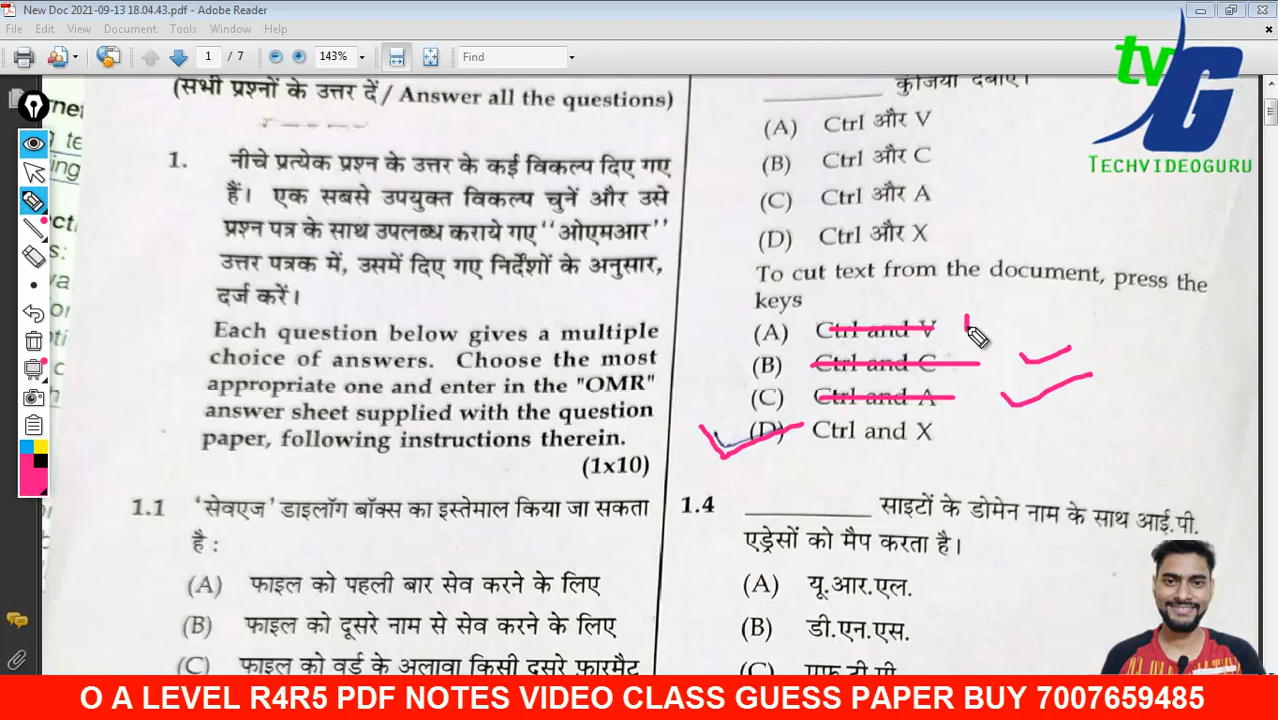 New Doc 2021-09-13 18.04.43.pdf - Adobe Reader
File Edit View Document Tools Window Help
1 / 7 143% Find
(सभी प्रश्नों के उत्तर दें/ Answer all the questions)
1. नीचे प्रत्येक प्रश्न के उत्तर के कई विकल्प दिए गए
हैं। एक सबसे उपयुक्त विकल्प चुनें और उसे
प्रश्न पत्र के साथ उपलब्ध कराये गए "ओएमआर"
उत्तर पत्रक में, उसमें दिए गए निर्देशों के अनुसार,
दर्ज करें।
Each question below gives a multiple
choice of answers. Choose the most
appropriate one and enter in the "OMR"
answer sheet supplied with the question
paper, following instructions therein.
(1x10)
1.1 'सेवएज' डाइलॉग बॉक्स का इस्तेमाल किया जा सकता
है :
(A) फाइल को पहली बार सेव करने के लिए
(B) फाइल को दूसरे नाम से सेव करने के लिए
(C) फाइल को वर्ड के अलावा किसी दूसरे फ़ारमैट
कुंजियाँ दबाएँ।
(A) Ctrl और V
(B) Ctrl और C
(C) Ctrl और A
(D) Ctrl और X
To cut text from the document, press the
keys
(A) Ctrl and V
(B) Ctrl and C
(C) Ctrl and A
(D) Ctrl and X
1.4 साइटों के डोमेन नाम के साथ आई.पी.
एड्रेसों को मैप करता है।
(A) यू.आर.एल.
(B) डी.एन.एस.
(C) एफ.टी.पी.
tv G
TECHVIDEOGURU
O A LEVEL R4R5 PDF NOTES VIDEO CLASS GUESS PAPER BUY 7007659485